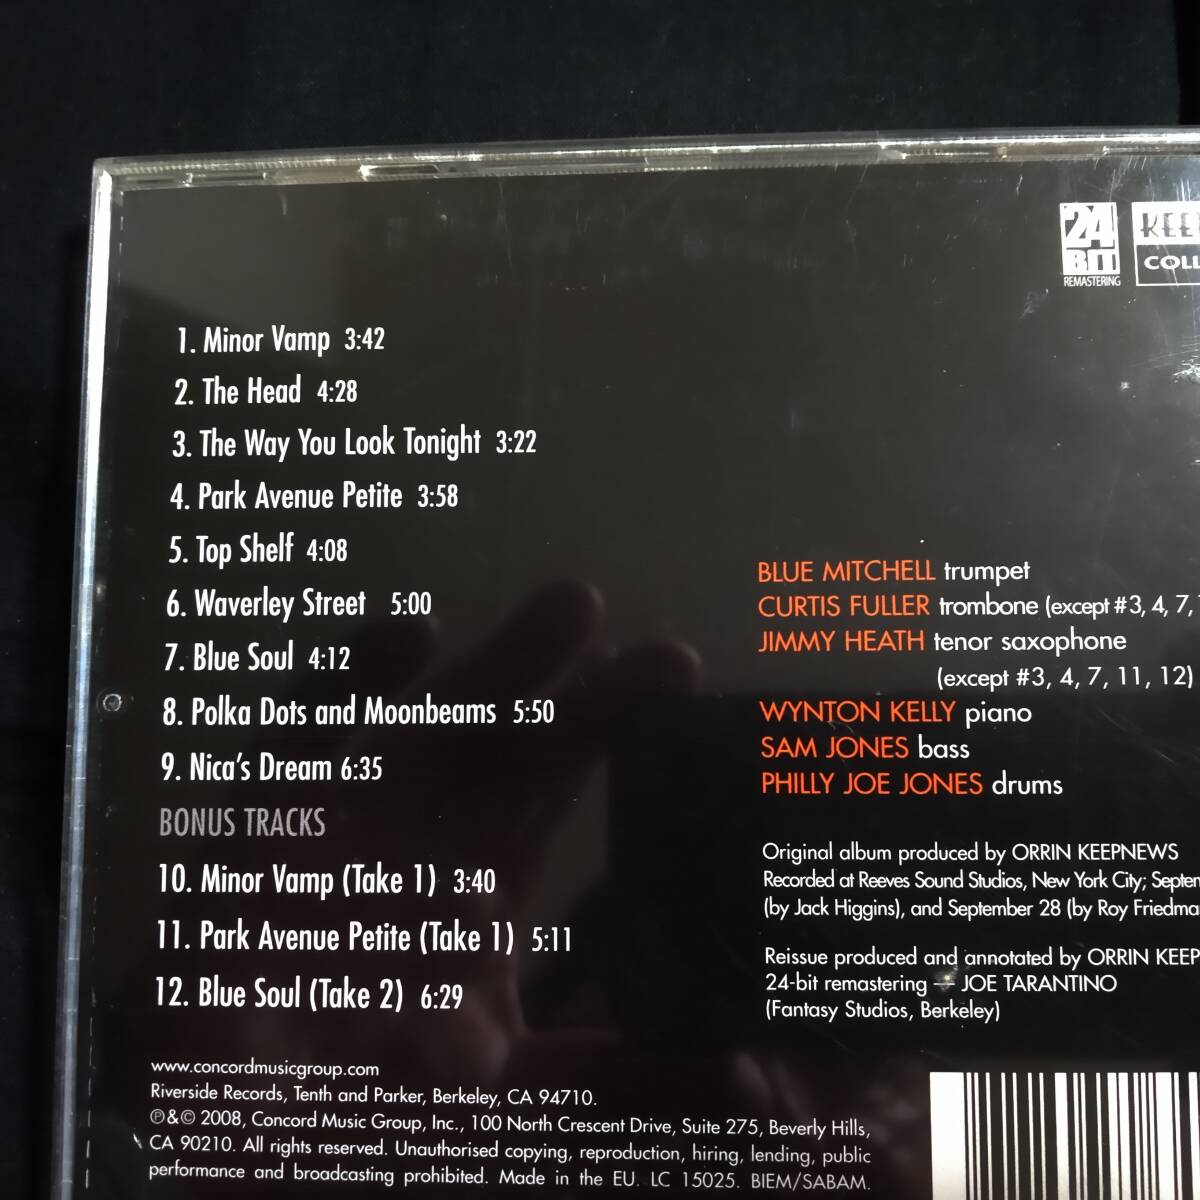 24
BIT
REMASTERING
COLL
1. Minor Vamp 3:42
2. The Head 4:28
3. The Way You Look Tonight 3:22
4. Park Avenue Petite 3:58
5. Top Shelf 4:08
6. Waverley Street 5:00
7. Blue Soul 4:12
8. Polka Dots and Moonbeams 5:50
9. Nica's Dream 6:35
BONUS TRACKS
10. Minor Vamp (Take 1) 3:40
11. Park Avenue Petite (Take 1) 5:11
12. Blue Soul (Take 2) 6:29
BLUE MITCHELL trumpet
CURTIS FULLER trombone (except #3, 4, 7,
JIMMY HEATH tenor saxophone
(except #3, 4, 7, 11, 12)
WYNTON KELLY piano
SAM JONES bass
PHILLY JOE JONES drums
Original album produced by ORRIN KEEPNEWS
Recorded at Reeves Sound Studios, New York City; Septem
(by Jack Higgins), and September 28 (by Roy Friedma
Reissue produced and annotated by ORRIN KEEP
24-bit remastering — JOE TARANTINO
(Fantasy Studios, Berkeley)
www.concordmusicgroup.com
Riverside Records, Tenth and Parker, Berkeley, CA 94710.
℗&© 2008, Concord Music Group, Inc., 100 North Crescent Drive, Suite 275, Beverly Hills,
CA 90210. All rights reserved. Unauthorised copying, reproduction, hiring, lending, public
performance and broadcasting prohibited. Made in the EU. LC 15025. BIEM/SABAM.